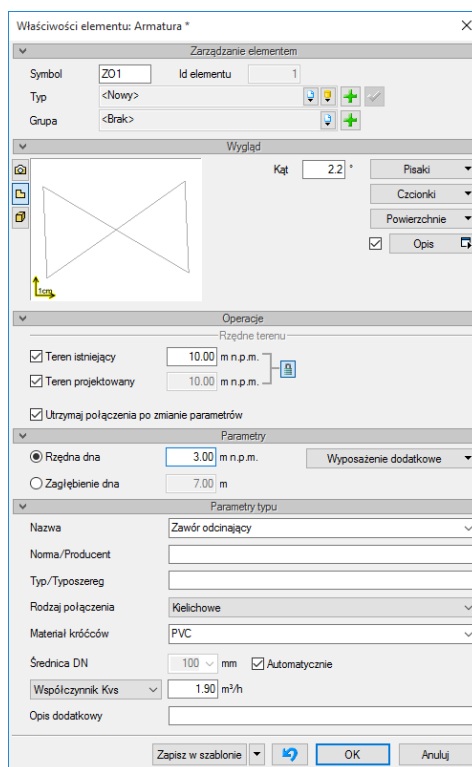 Właściwości elementu: Armatura *
Zarządzanie elementem
Symbol ZO1 Id elementu 1
Typ <Nowy>
Grupa <Brak>
Wygląd
Kąt 2.2 ° Pisaki
Czcionki
Powierzchnie
Opis
1cm
Operacje
Rzędne terenu
Teren istniejący 10.00 m n.p.m.
Teren projektowany 10.00 m n.p.m.
Utrzymaj połączenia po zmianie parametrów
Parametry
Rzędna dna 3.00 m n.p.m. Wyposażenie dodatkowe
Zagłębienie dna 7.00 m
Parametry typu
Nazwa Zawór odcinający
Norma/Producent
Typ/Typoszereg
Rodzaj połączenia Kielichowe
Materiał króćców PVC
Średnica DN 100 mm Automatycznie
Współczynnik Kvs 1.90 m³/h
Opis dodatkowy
Zapisz w szablonie OK Anuluj